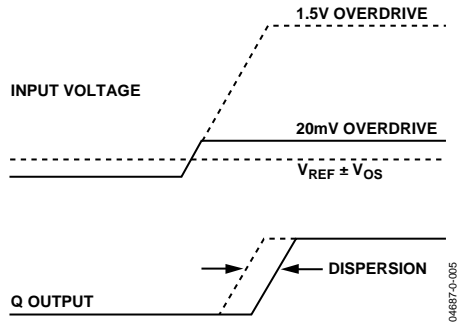 1.5V OVERDRIVE
INPUT VOLTAGE
20mV OVERDRIVE
VREF ± VOS
DISPERSION
Q OUTPUT
04687-0-005